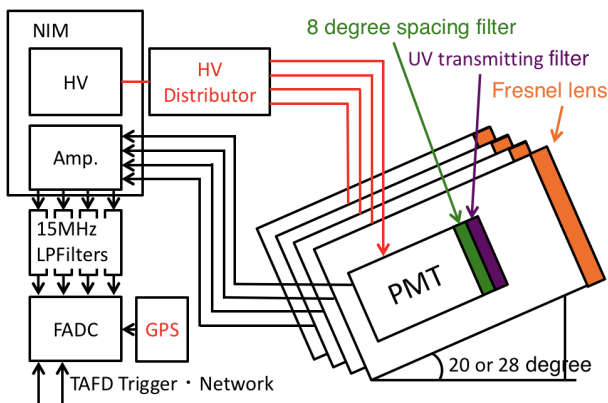 NIM
HV
HV
Distributor
Amp.
15MHz
LPFilters
FADC
GPS
TAFD Trigger・Network
8 degree spacing filter
UV transmitting filter
Fresnel lens
PMT
20 or 28 degree